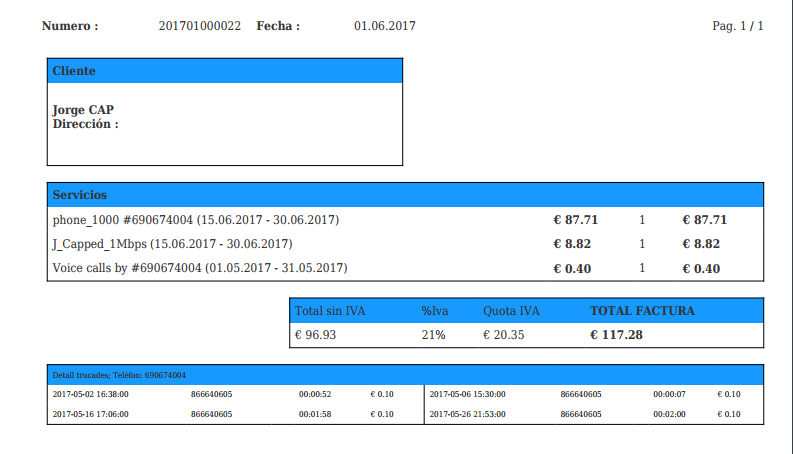 Numero : 201701000022 Fecha : 01.06.2017 Pag. 1 / 1
Cliente
Jorge CAP
Dirección :
Servicios
phone_1000 #690674004 (15.06.2017 - 30.06.2017) € 87.71 1 € 87.71
J_Capped_1Mbps (15.06.2017 - 30.06.2017) € 8.82 1 € 8.82
Voice calls by #690674004 (01.05.2017 - 31.05.2017) € 0.40 1 € 0.40
Total sin IVA %Iva Quota IVA TOTAL FACTURA
€ 96.93 21% € 20.35 € 117.28
Detall trucades; Telèfon: 690674004
2017-05-02 16:38:00 866640605 00:00:52 € 0.10 2017-05-06 15:30:00 866640605 00:00:07 € 0.10
2017-05-16 17:06:00 866640605 00:01:58 € 0.10 2017-05-26 21:53:00 866640605 00:02:00 € 0.10